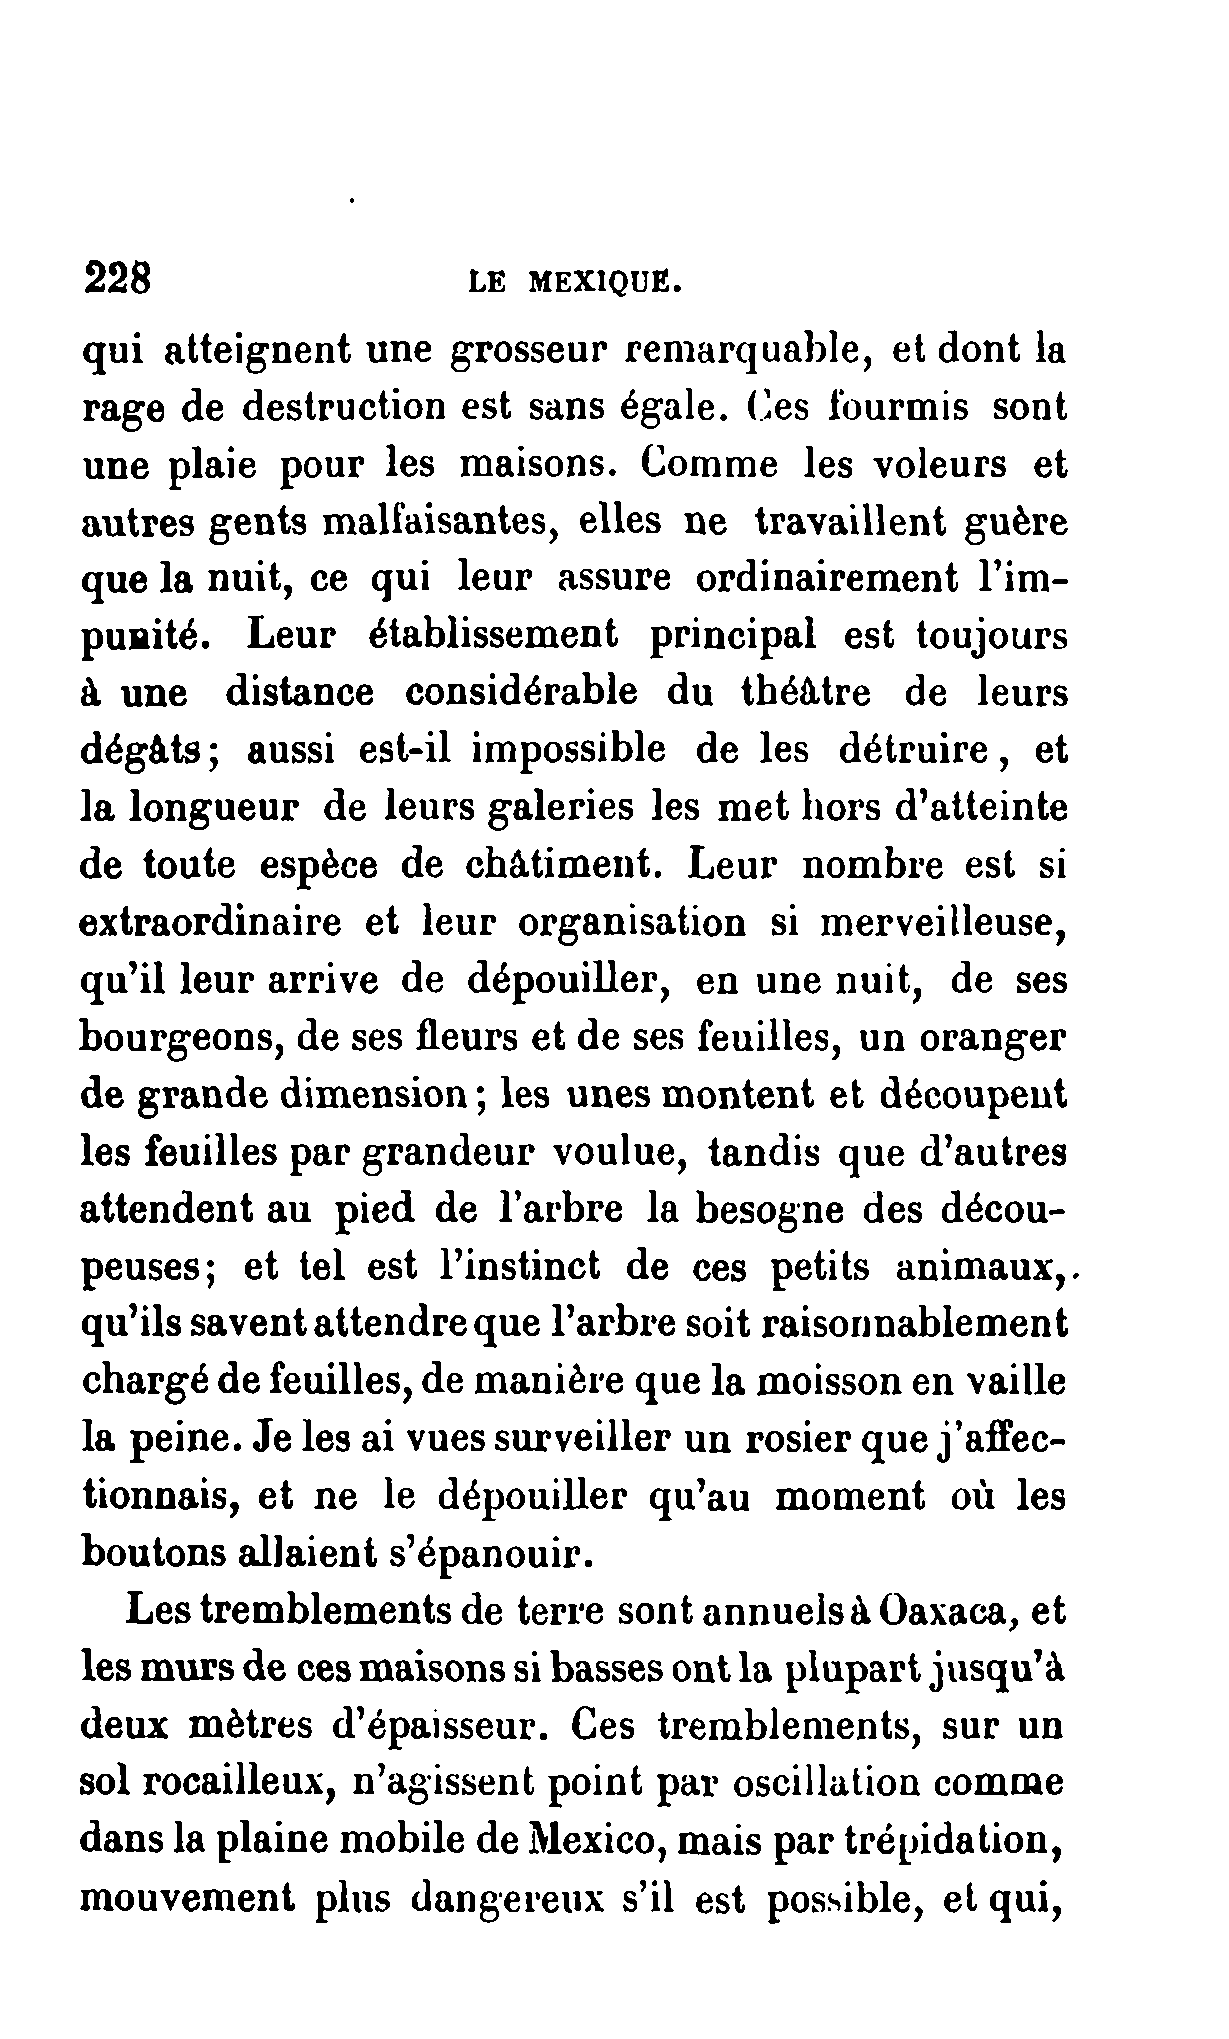 228 LE MEXIQUE.
qui atteignent une grosseur remarquable, et dont la
rage de destruction est sans égale. Ces fourmis sont
une plaie pour les maisons. Comme les voleurs et
autres gents malfaisantes, elles ne travaillent guère
que la nuit, ce qui leur assure ordinairement l'im-
punité. Leur établissement principal est toujours
à une distance considérable du théâtre de leurs
dégâts; aussi est-il impossible de les détruire, et
la longueur de leurs galeries les met hors d'atteinte
de toute espèce de châtiment. Leur nombre est si
extraordinaire et leur organisation si merveilleuse,
qu'il leur arrive de dépouiller, en une nuit, de ses
bourgeons, de ses fleurs et de ses feuilles, un oranger
de grande dimension; les unes montent et découpent
les feuilles par grandeur voulue, tandis que d'autres
attendent au pied de l'arbre la besogne des décou-
peuses; et tel est l'instinct de ces petits animaux,
qu'ils savent attendre que l'arbre soit raisonnablement
chargé de feuilles, de manière que la moisson en vaille
la peine. Je les ai vues surveiller un rosier que j'affec-
tionnais, et ne le dépouiller qu'au moment où les
boutons allaient s'épanouir.
Les tremblements de terre sont annuels à Oaxaca, et
les murs de ces maisons si basses ont la plupart jusqu'à
deux mètres d'épaisseur. Ces tremblements, sur un
sol rocailleux, n'agissent point par oscillation comme
dans la plaine mobile de Mexico, mais par trépidation,
mouvement plus dangereux s'il est possible, et qui,